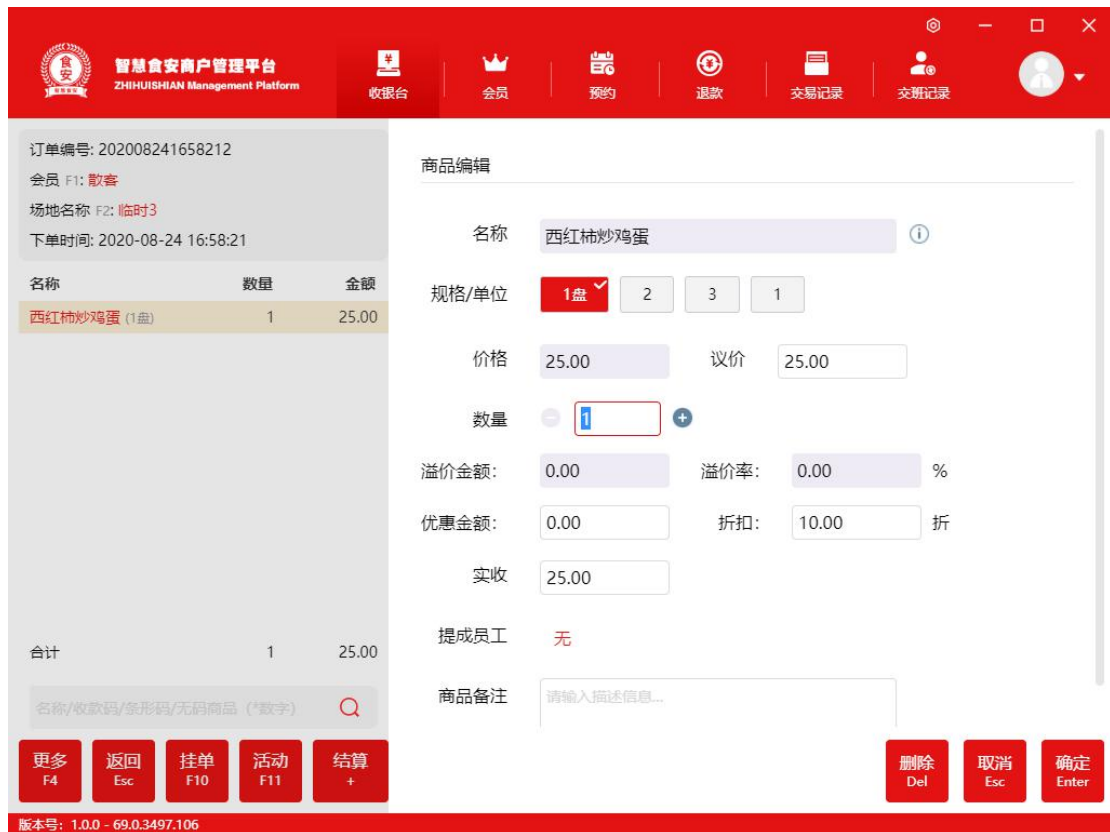 食安
智慧食安商户管理平台
ZHIHUISHIAN Management Platform
收银台
会员
预约
退款
交易记录
交班记录
订单编号: 202008241658212
会员 F1: 散客
场地名称 F2: 临时3
下单时间: 2020-08-24 16:58:21
名称 数量 金额
西红柿炒鸡蛋 (1盘) 1 25.00
合计 1 25.00
名称/收款码/条形码/无码商品 (*数字)
更多 返回 挂单 活动 结算
F4 Esc F10 F11 +
商品编辑
名称 西红柿炒鸡蛋
规格/单位 1盘 2 3 1
价格 25.00 议价 25.00
数量 1
溢价金额: 0.00 溢价率: 0.00 %
优惠金额: 0.00 折扣: 10.00 折
实收 25.00
提成员工 无
商品备注 请输入描述信息...
删除 取消 确定
Del Esc Enter
版本号: 1.0.0 - 69.0.3497.106